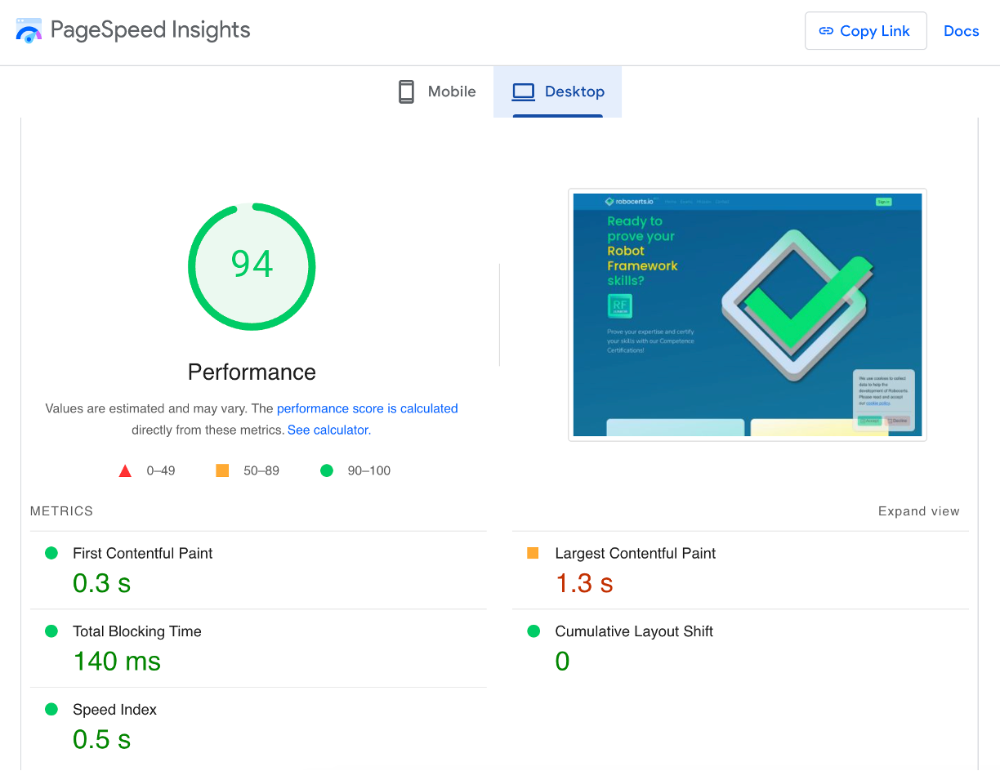 PageSpeed Insights
Copy Link
Docs
Mobile
Desktop
94
Performance
Values are estimated and may vary. The performance score is calculated
directly from these metrics. See calculator.
0–49
50–89
90–100
robocerts.io
Home
Contact
Sign in
Ready to
prove your
Robot
Framework
skills?
RF
Prove your expertise and certify
your skills with our Competence
Certifications!
We use cookies to collect
data to help the
development of Robocerts.
Please read and accept
our cookie policy.
Accept
Decline
METRICS
Expand view
First Contentful Paint
0.3 s
Largest Contentful Paint
1.3 s
Total Blocking Time
140 ms
Cumulative Layout Shift
0
Speed Index
0.5 s